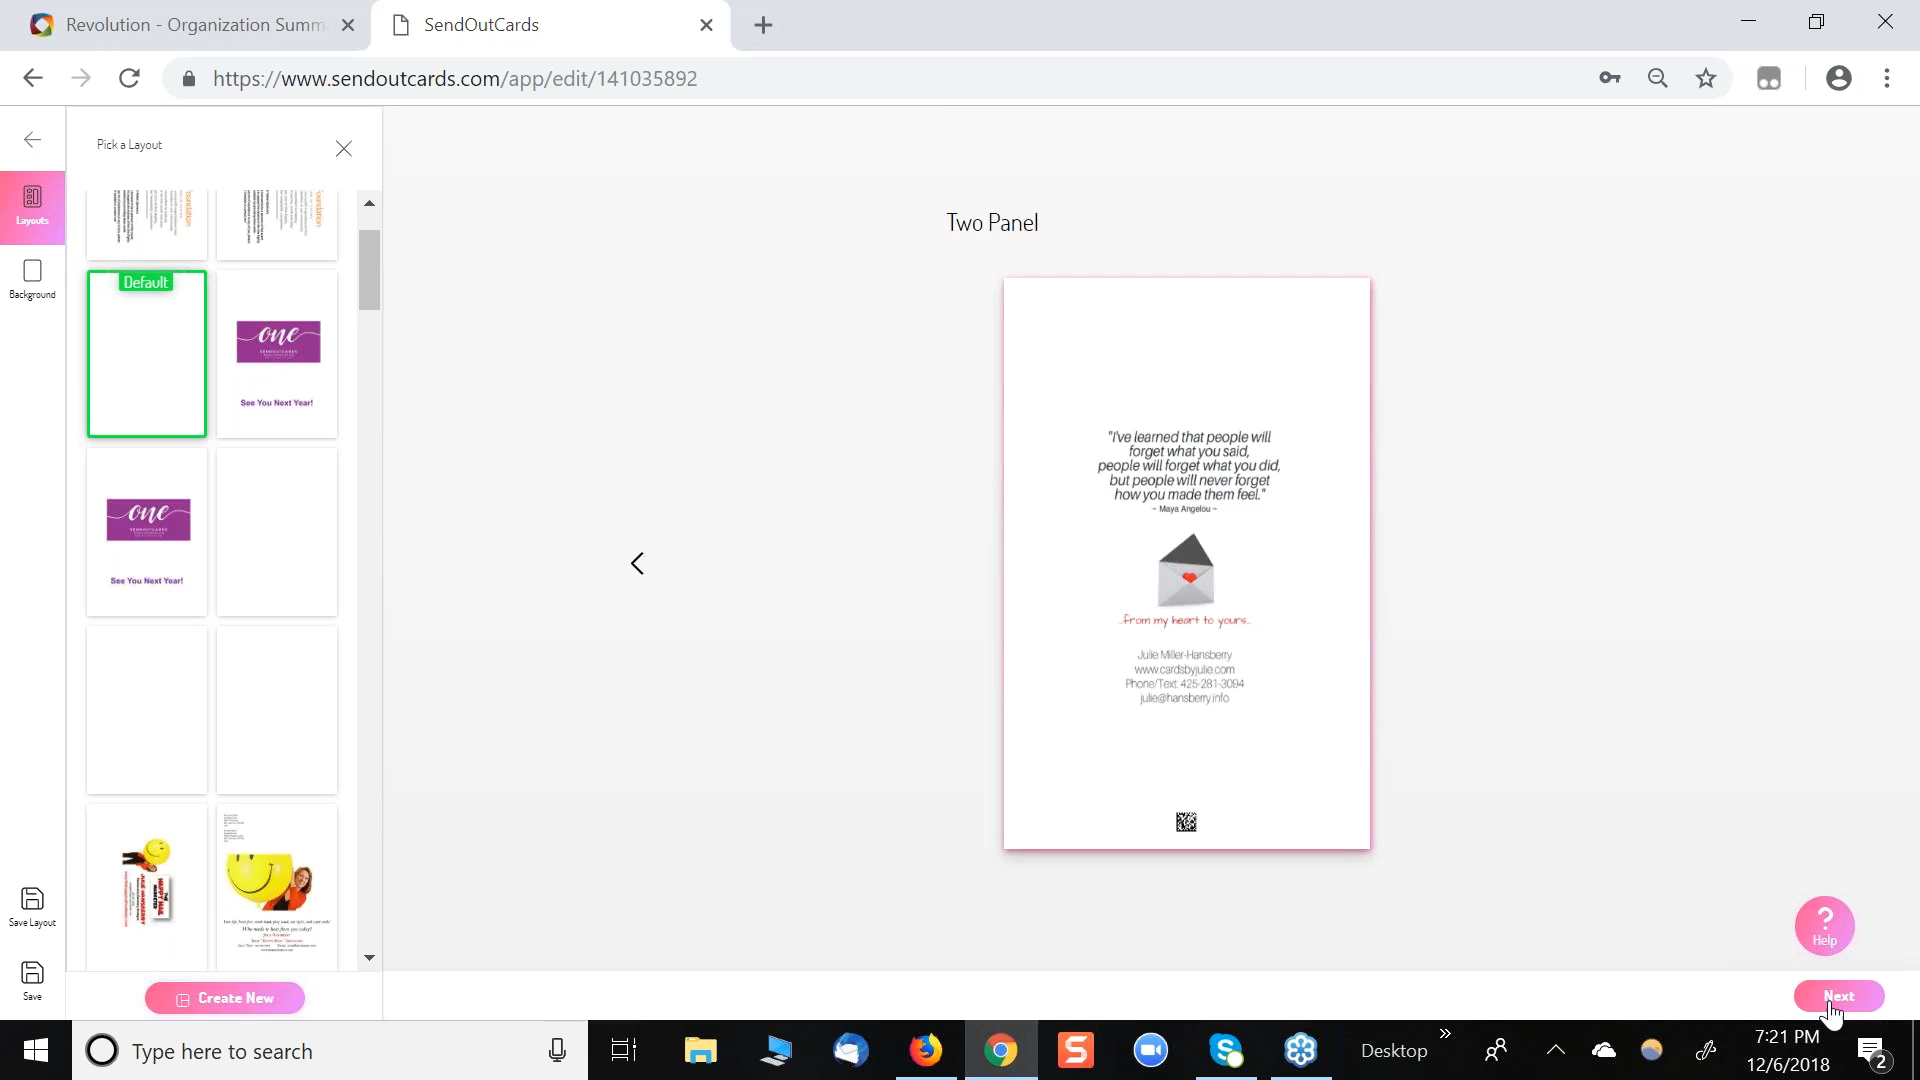 Revolution - Organization Summ
SendOutCards
https://www.sendoutcards.com/app/edit/141035892
Pick a Layout
Layouts
Background
Default
one
SENDOUTCARDS
See You Next Year!
one
SENDOUTCARDS
See You Next Year!
Two Panel
"I've learned that people will
forget what you said,
people will forget what you did,
but people will never forget
how you made them feel."
~ Maya Angelou ~
...from my heart to yours...
Julie Miller-Hansberry
www.cardsbyjulie.com
Phone/Text 425-281-3094
julie@hansberry.info
Save Layout
Save
Create New
?
Help
Next
Type here to search
Desktop
7:21 PM
12/6/2018
2